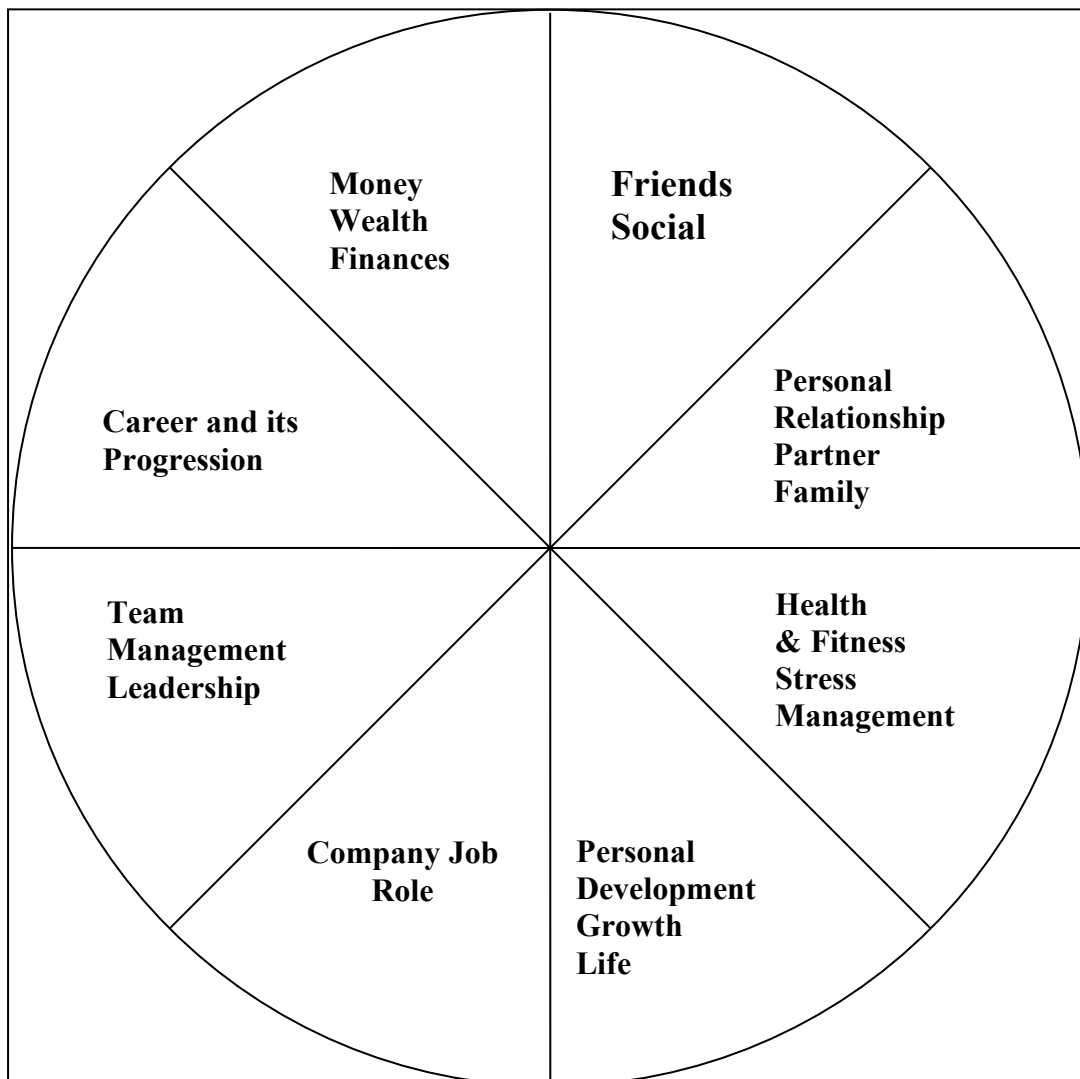 Money
Wealth
Finances
Friends
Social
Personal
Relationship
Partner
Family
Health
& Fitness
Stress
Management
Personal
Development
Growth
Life
Company Job
Role
Team
Management
Leadership
Career and its
Progression